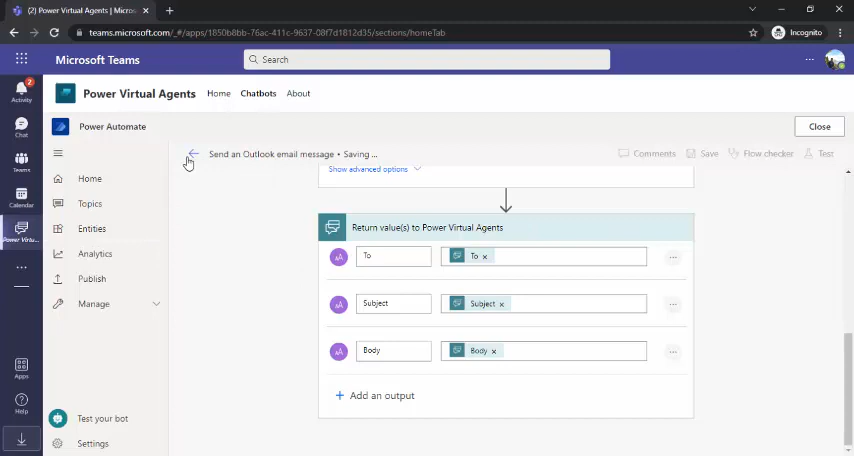 (2) Power Virtual Agents | Micros
teams.microsoft.com/_#/apps/1850b8bb-76ac-411c-9637-08f7d1812d35/sections/homeTab
Incognito
Microsoft Teams
Search
2
Activity
Chat
Teams
Calendar
Power Virtu...
Apps
Help
Power Virtual Agents
Home
Chatbots
About
Power Automate
Close
Send an Outlook email message • Saving ...
Comments
Save
Flow checker
Test
Home
Topics
Entities
Analytics
Publish
Manage
Test your bot
Settings
Show advanced options
Return value(s) to Power Virtual Agents
To
To
Subject
Subject
Body
Body
Add an output